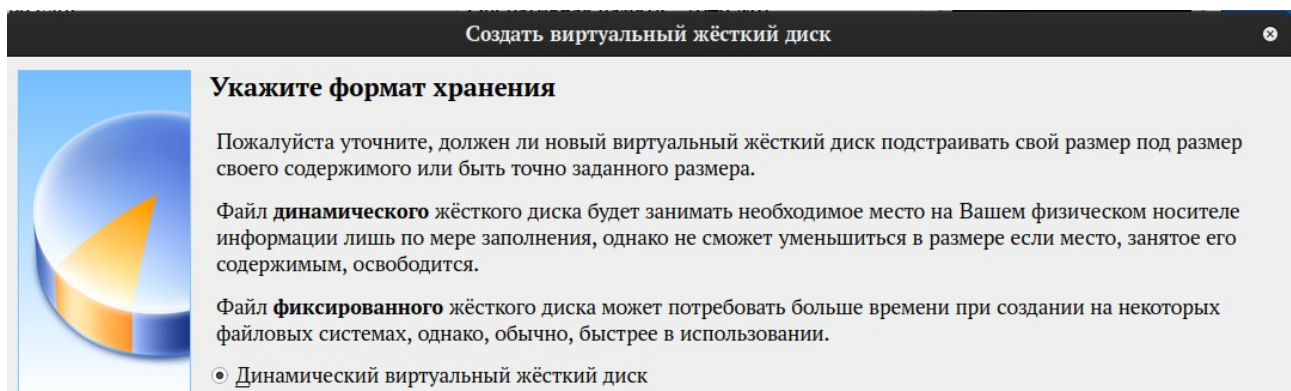 Создать виртуальный жёсткий диск
Укажите формат хранения
Пожалуйста уточните, должен ли новый виртуальный жёсткий диск подстраивать свой размер под размер
своего содержимого или быть точно заданного размера.
Файл динамического жёсткого диска будет занимать необходимое место на Вашем физическом носителе
информации лишь по мере заполнения, однако не сможет уменьшиться в размере если место, занятое его
содержимым, освободится.
Файл фиксированного жёсткого диска может потребовать больше времени при создании на некоторых
файловых системах, однако, обычно, быстрее в использовании.
Динамический виртуальный жёсткий диск